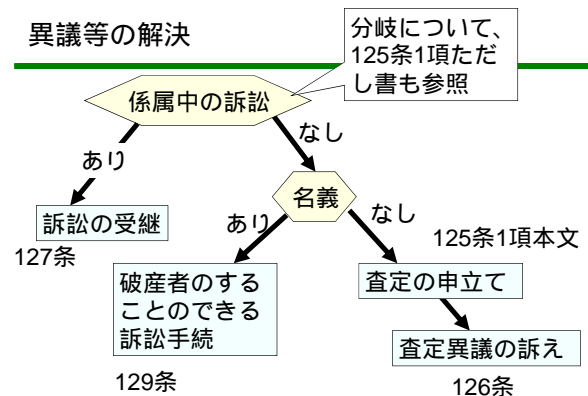 異議等の解決
分岐について、
125条1項ただ
し書も参照
係属中の訴訟
あり
なし
訴訟の受継
127条
名義
あり
なし
125条1項本文
破産者のする
ことのできる
訴訟手続
129条
査定の申立て
査定異議の訴え
126条